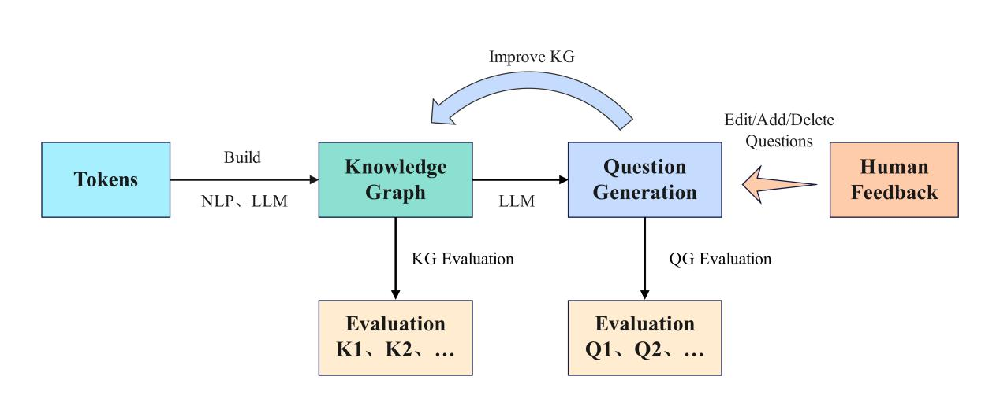 Improve KG
Edit/Add/Delete
Questions
Tokens
Build
NLP、LLM
Knowledge
Graph
LLM
Question
Generation
Human
Feedback
KG Evaluation
QG Evaluation
Evaluation
K1、K2、…
Evaluation
Q1、Q2、…